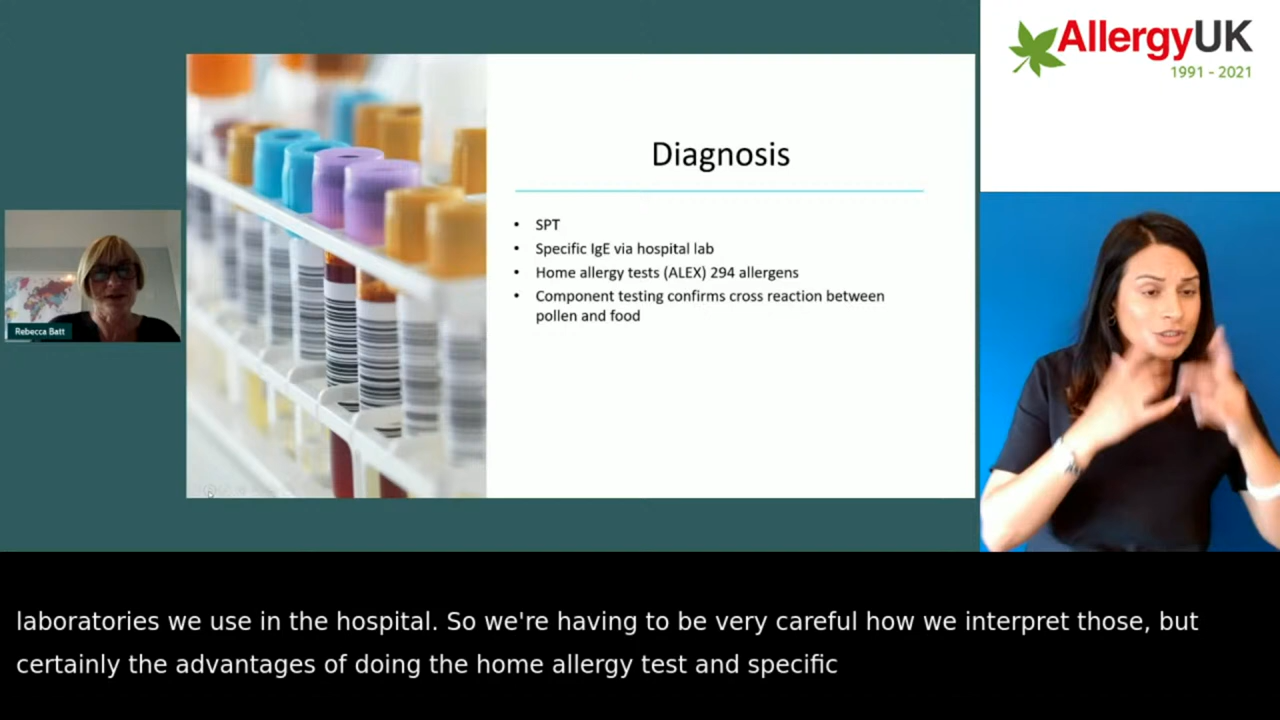 AllergyUK
1991 - 2021
Diagnosis
• SPT
• Specific IgE via hospital lab
• Home allergy tests (ALEX) 294 allergens
• Component testing confirms cross reaction between
pollen and food
Rebecca Batt
laboratories we use in the hospital. So we're having to be very careful how we interpret those, but
certainly the advantages of doing the home allergy test and specific